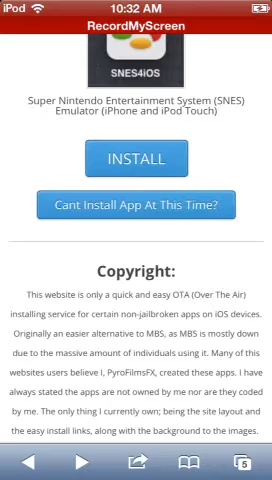 iPod
10:32 AM
RecordMyScreen
SNES4iOS
Super Nintendo Entertainment System (SNES)
Emulator (iPhone and iPod Touch)
INSTALL
Cant Install App At This Time?
Copyright:
This website is only a quick and easy OTA (Over The Air)
installing service for certain non-jailbroken apps on iOS devices.
Originally an easier alternative to MBS, as MBS is mostly down
due to the massive amount of individuals using it. Many of this
websites users believe I, PyroFilmsFX, created these apps. I have
always stated the apps are not owned by me nor are they coded
by me. The only thing I currently own; being the site layout and
the easy install links, along with the background to the images.
5